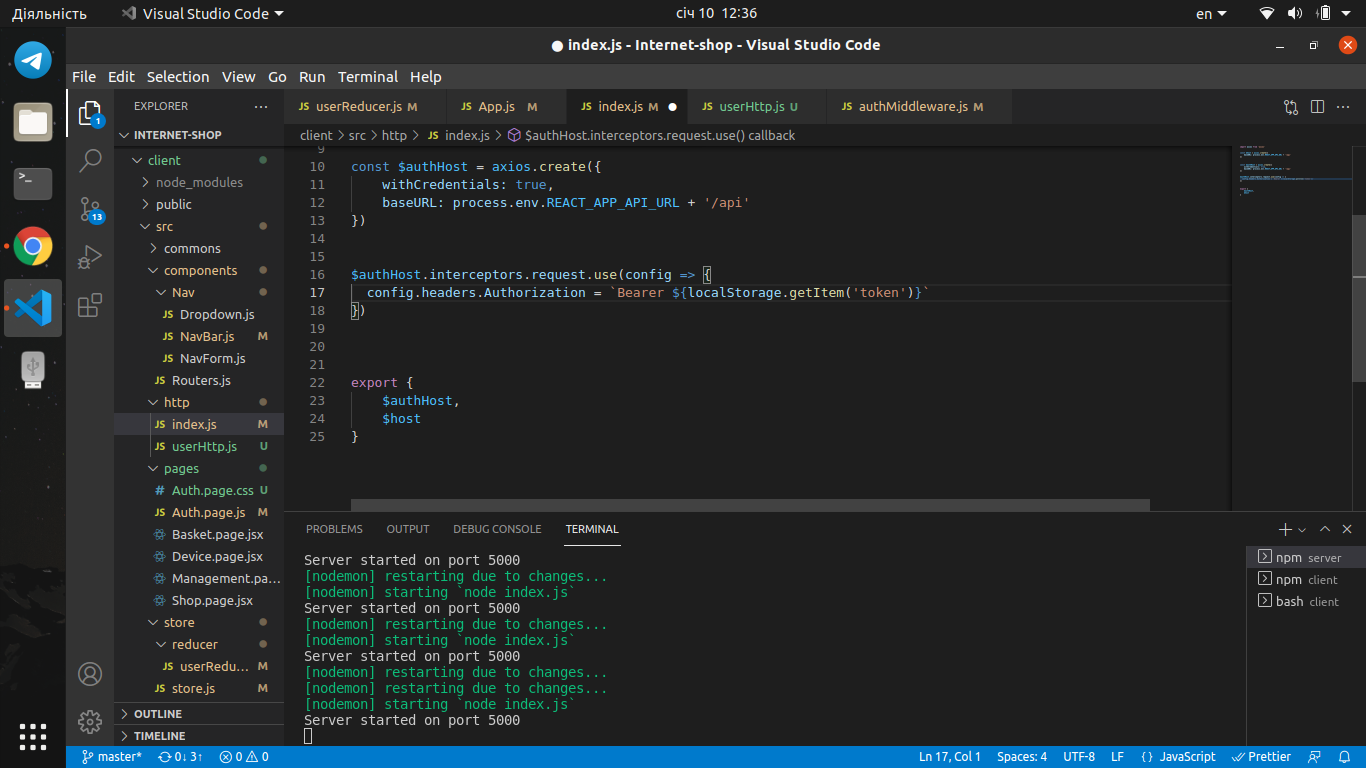 Діяльність
Visual Studio Code
січ 10 12:36
en
index.js - Internet-shop - Visual Studio Code
File Edit Selection View Go Run Terminal Help
EXPLORER
JS userReducer.js M
JS App.js M
JS index.js M
JS userHttp.js U
JS authMiddleware.js M
client > src > http > JS index.js > $authHost.interceptors.request.use() callback
1
13
INTERNET-SHOP
client
node_modules
public
src
commons
components
Nav
JS Dropdown.js
JS NavBar.js M
JS NavForm.js
JS Routers.js
http
JS index.js M
JS userHttp.js U
pages
# Auth.page.css U
JS Auth.page.js M
Basket.page.jsx
Device.page.jsx
Management.pa...
Shop.page.jsx
store
reducer
JS userRedu... M
JS store.js M
OUTLINE
TIMELINE
9
10 const $authHost = axios.create({
11 withCredentials: true,
12 baseURL: process.env.REACT_APP_API_URL + '/api'
13 })
14
15
16 $authHost.interceptors.request.use(config => {
17 config.headers.Authorization = `Bearer ${localStorage.getItem('token')}`
18 })
19
20
21
22 export {
23 $authHost,
24 $host
25 }
PROBLEMS OUTPUT DEBUG CONSOLE TERMINAL
Server started on port 5000
[nodemon] restarting due to changes...
[nodemon] starting `node index.js`
Server started on port 5000
[nodemon] restarting due to changes...
[nodemon] starting `node index.js`
Server started on port 5000
[nodemon] restarting due to changes...
[nodemon] restarting due to changes...
[nodemon] starting `node index.js`
Server started on port 5000
npm server
npm client
bash client
master* 0↓ 3↑ 0 0
Ln 17, Col 1 Spaces: 4 UTF-8 LF {} JavaScript Prettier